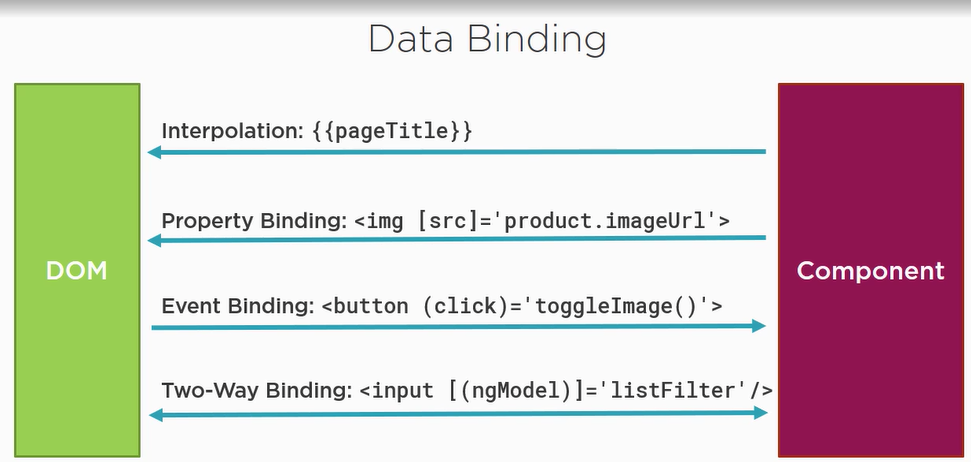 Data Binding
Interpolation: {{pageTitle}}
Property Binding: <img [src]='product.imageUrl'>
DOM
Component
Event Binding: <button (click)='toggleImage()'>
Two-Way Binding: <input [(ngModel)]='listFilter'/>